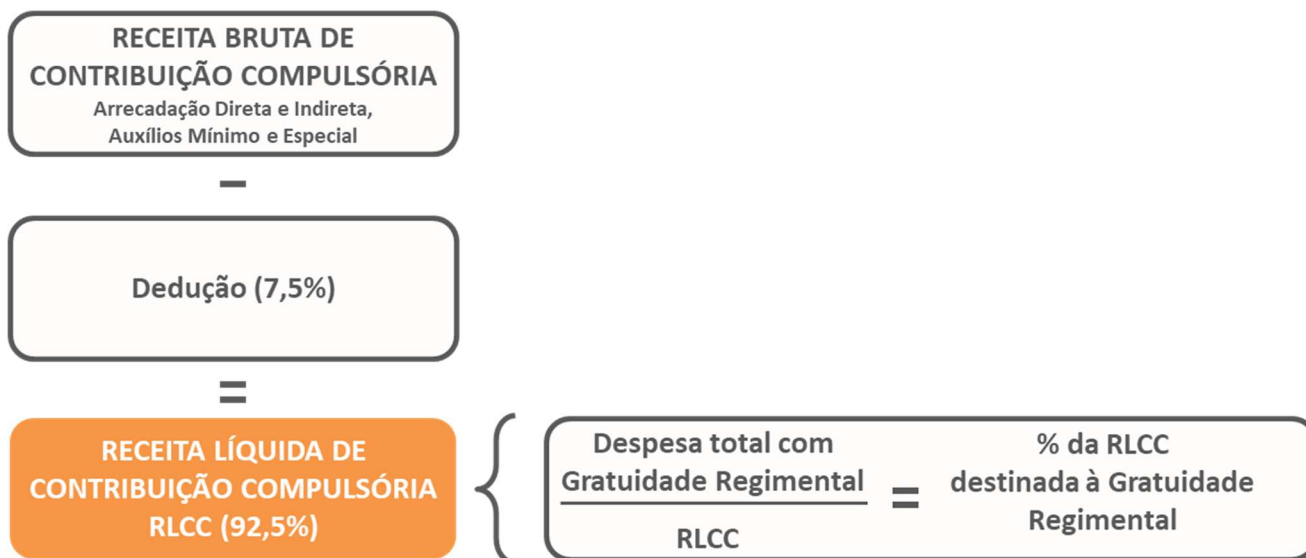 RECEITA BRUTA DE
CONTRIBUIÇÃO COMPULSÓRIA
Arrecadação Direta e Indireta,
Auxílios Mínimo e Especial
–
Dedução (7,5%)
=
RECEITA LÍQUIDA DE
CONTRIBUIÇÃO COMPULSÓRIA
RLCC (92,5%)
Despesa total com
Gratuidade Regimental
RLCC
=
% da RLCC
destinada à Gratuidade
Regimental